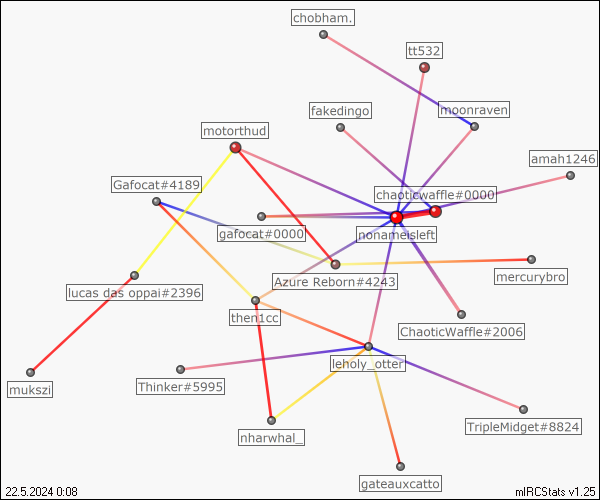 chobham.
tt532
fakedingo
moonraven
motorthud
amah1246
Gafocat#4189
chaoticwaffle#0000
gafocat#0000
nonameisleft
Azure Reborn#4243
mercurybro
lucas das oppai#2396
then1cc
ChaoticWaffle#2006
leholy_otter
mukszi
Thinker#5995
TripleMidget#8824
nharwhal_
gateauxcatto
22.5.2024 0:08
mIRCStats v1.25